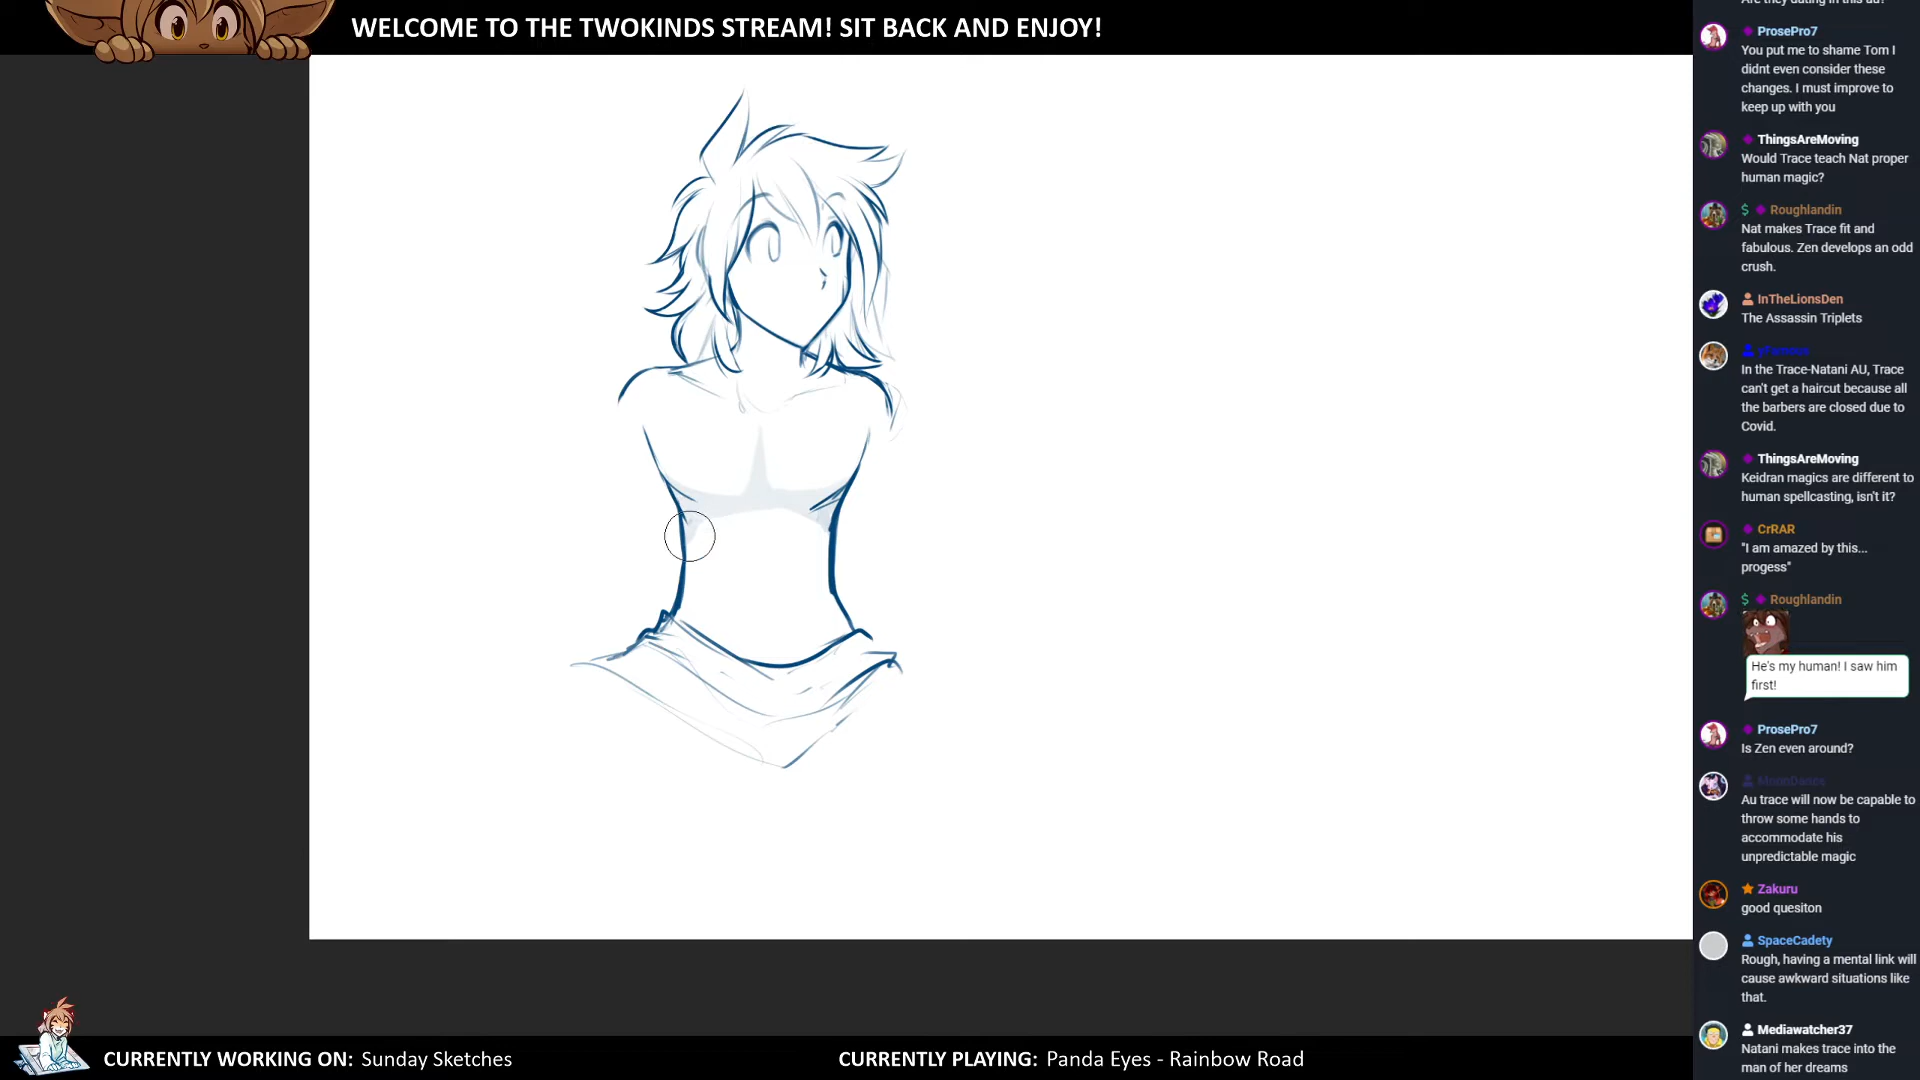 WELCOME TO THE TWOKINDS STREAM! SIT BACK AND ENJOY!
ProsePro7
You put me to shame Tom I
didnt even consider these
changes. I must improve to
keep up with you
ThingsAreMoving
Would Trace teach Nat proper
human magic?
$ Roughlandin
Nat makes Trace fit and
fabulous. Zen develops an odd
crush.
InTheLionsDen
The Assassin Triplets
In the Trace-Natani AU, Trace
can't get a haircut because all
the barbers are closed due to
Covid.
ThingsAreMoving
Keidran magics are different to
human spellcasting, isn't it?
CrRAR
"I am amazed by this...
progess"
$ Roughlandin
He's my human! I saw him
first!
ProsePro7
Is Zen even around?
MoonDance
Au trace will now be capable to
throw some hands to
accommodate his
unpredictable magic
Zakuru
good quesiton
SpaceCadety
Rough, having a mental link will
cause awkward situations like
that.
Mediawatcher37
Natani makes trace into the
man of her dreams
CURRENTLY WORKING ON: Sunday Sketches
CURRENTLY PLAYING: Panda Eyes - Rainbow Road